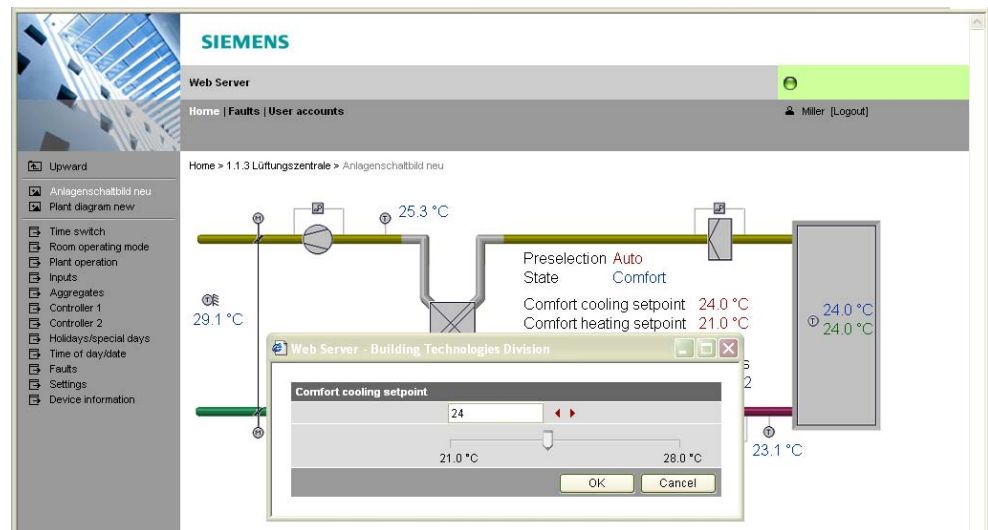 SIEMENS
Web Server
Home | Faults | User accounts
Miller [Logout]
Upward
Home > 1.1.3 Lüftungszentrale > Anlagenschaltbild neu
Anlagenschaltbild neu
Plant diagram new
Time switch
Room operating mode
Plant operation
Inputs
Aggregates
Controller 1
Controller 2
Holidays/special days
Time of day/date
Faults
Settings
Device information
25.3 °C
29.1 °C
Preselection Auto
State Comfort
Comfort cooling setpoint 24.0 °C
Comfort heating setpoint 21.0 °C
24.0 °C
24.0 °C
23.1 °C
Web Server - Building Technologies Division
Comfort cooling setpoint
24
21.0 °C 28.0 °C
OK Cancel